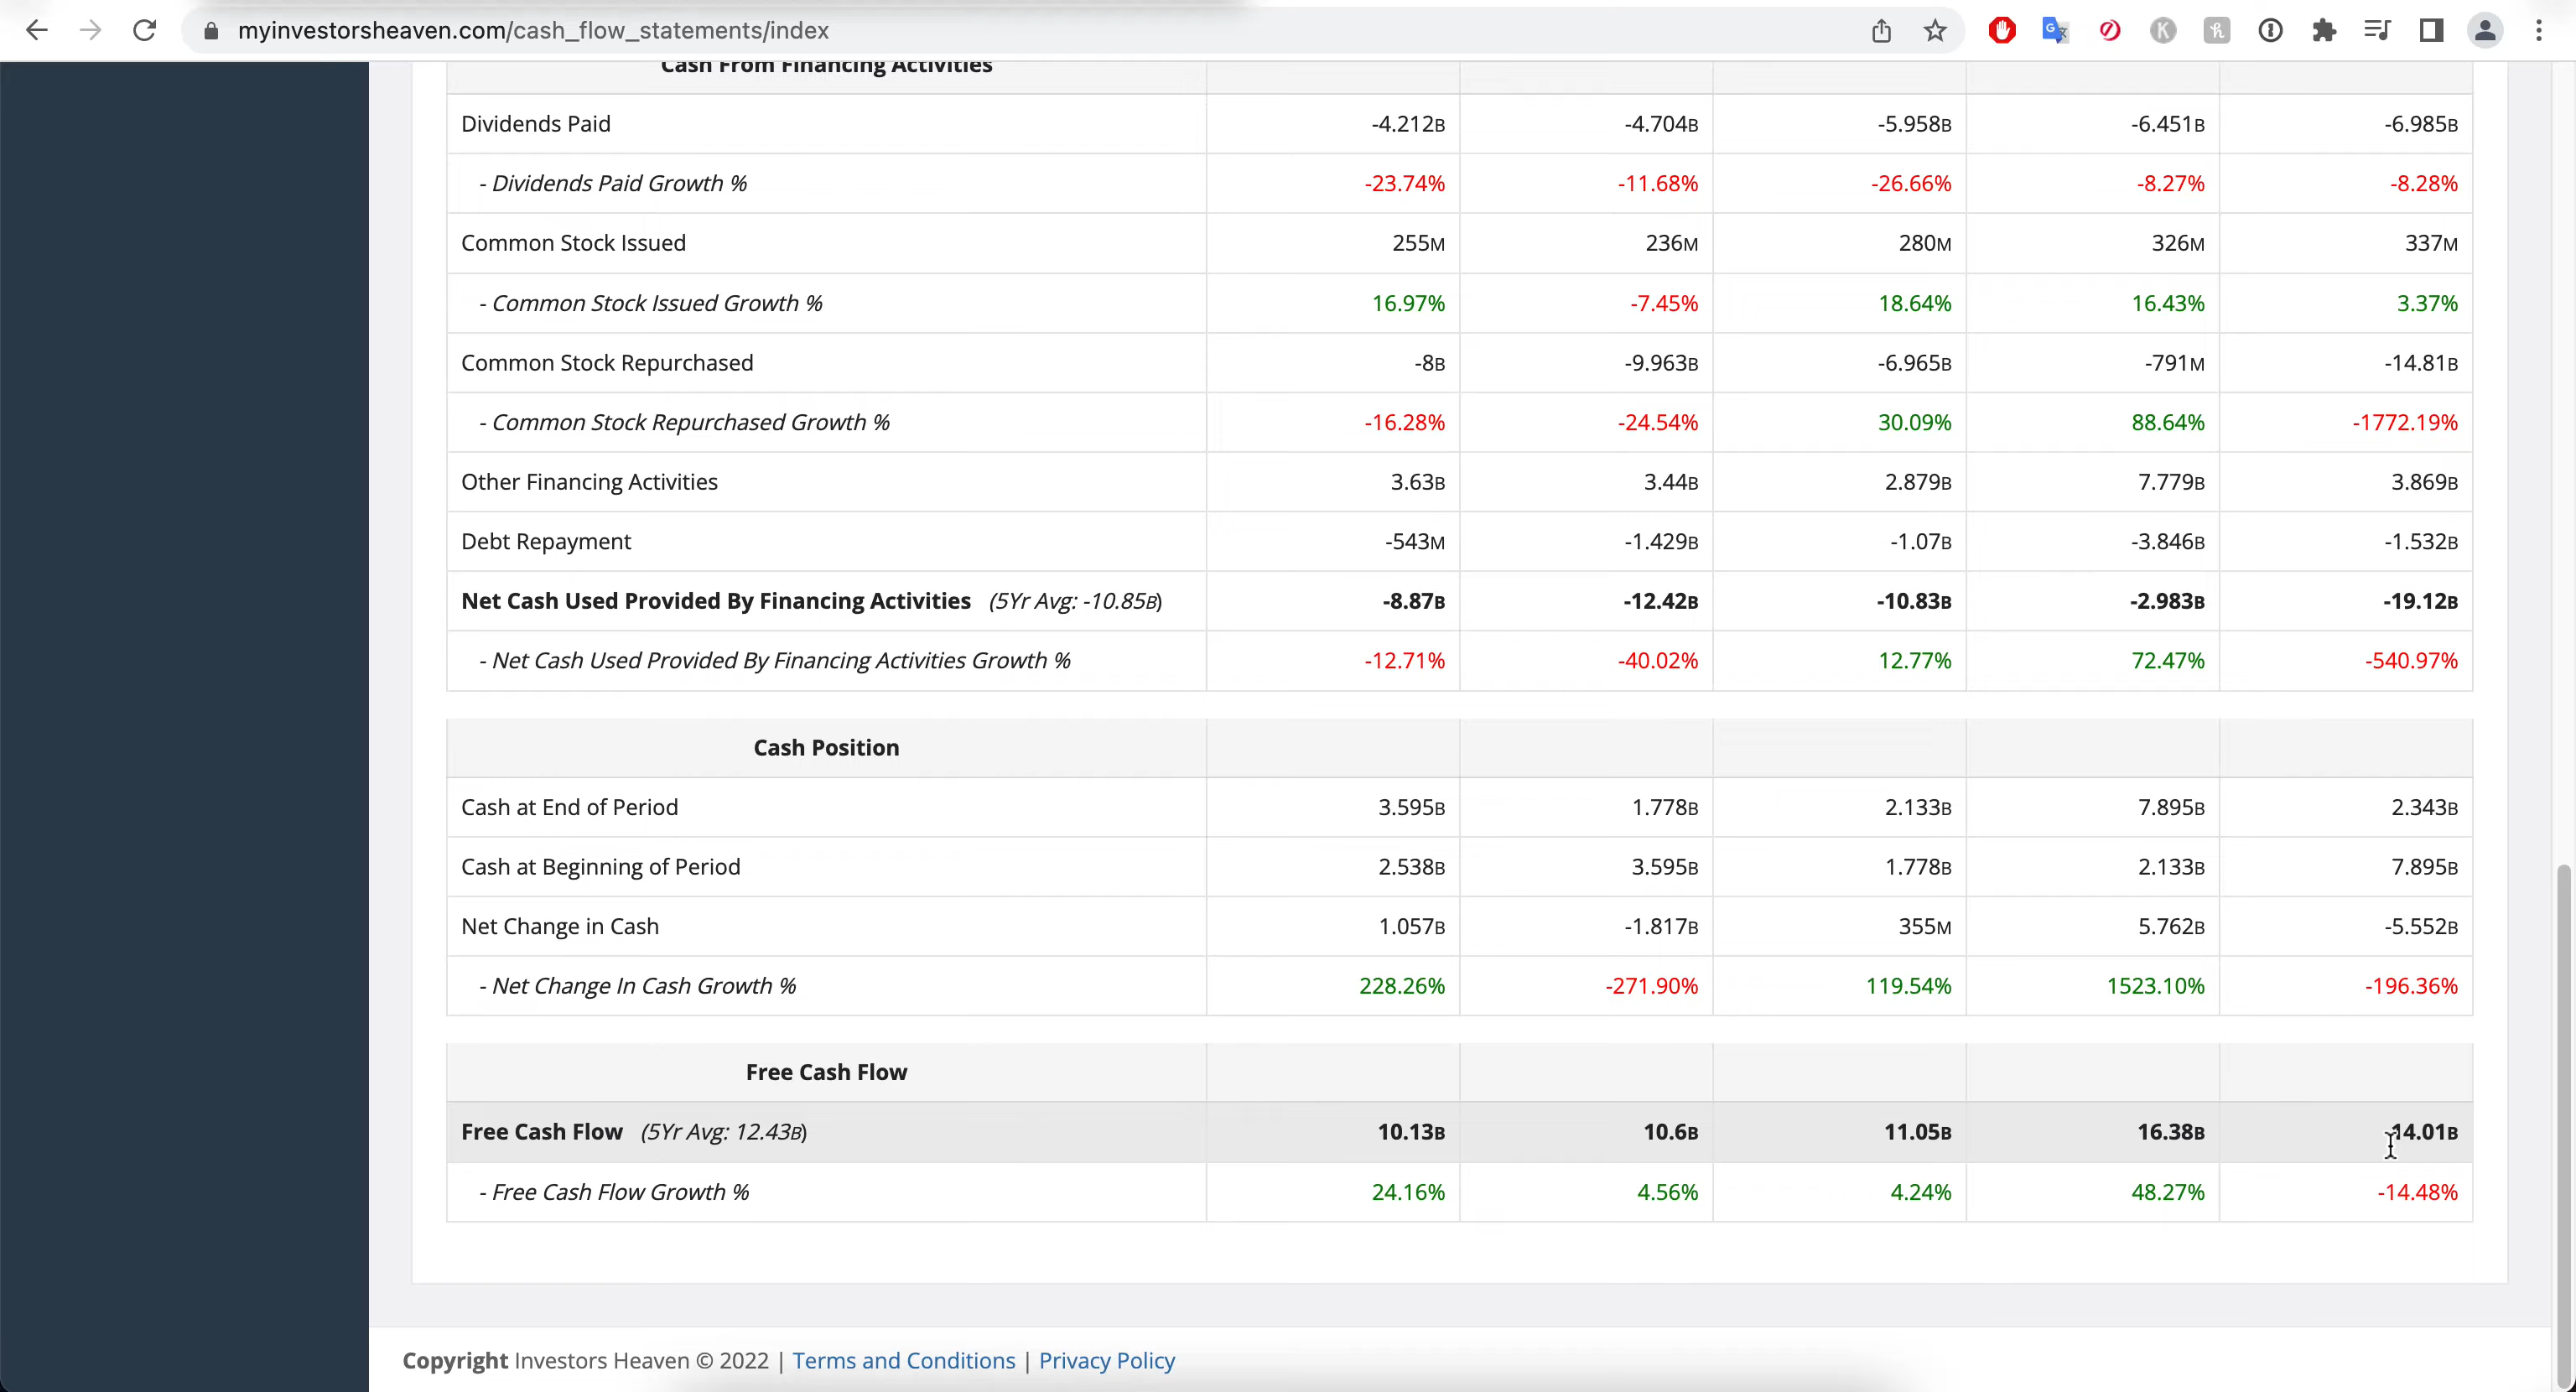 myinvestorsheaven.com/cash_flow_statements/index
Cash From Financing Activities
Dividends Paid -4.212B -4.704B -5.958B -6.451B -6.985B
- Dividends Paid Growth % -23.74% -11.68% -26.66% -8.27% -8.28%
Common Stock Issued 255M 236M 280M 326M 337M
- Common Stock Issued Growth % 16.97% -7.45% 18.64% 16.43% 3.37%
Common Stock Repurchased -8B -9.963B -6.965B -791M -14.81B
- Common Stock Repurchased Growth % -16.28% -24.54% 30.09% 88.64% -1772.19%
Other Financing Activities 3.63B 3.44B 2.879B 7.779B 3.869B
Debt Repayment -543M -1.429B -1.07B -3.846B -1.532B
Net Cash Used Provided By Financing Activities (5Yr Avg: -10.85B) -8.87B -12.42B -10.83B -2.983B -19.12B
- Net Cash Used Provided By Financing Activities Growth % -12.71% -40.02% 12.77% 72.47% -540.97%
Cash Position
Cash at End of Period 3.595B 1.778B 2.133B 7.895B 2.343B
Cash at Beginning of Period 2.538B 3.595B 1.778B 2.133B 7.895B
Net Change in Cash 1.057B -1.817B 355M 5.762B -5.552B
- Net Change In Cash Growth % 228.26% -271.90% 119.54% 1523.10% -196.36%
Free Cash Flow
Free Cash Flow (5Yr Avg: 12.43B) 10.13B 10.6B 11.05B 16.38B 14.01B
- Free Cash Flow Growth % 24.16% 4.56% 4.24% 48.27% -14.48%
Copyright Investors Heaven © 2022 | Terms and Conditions | Privacy Policy